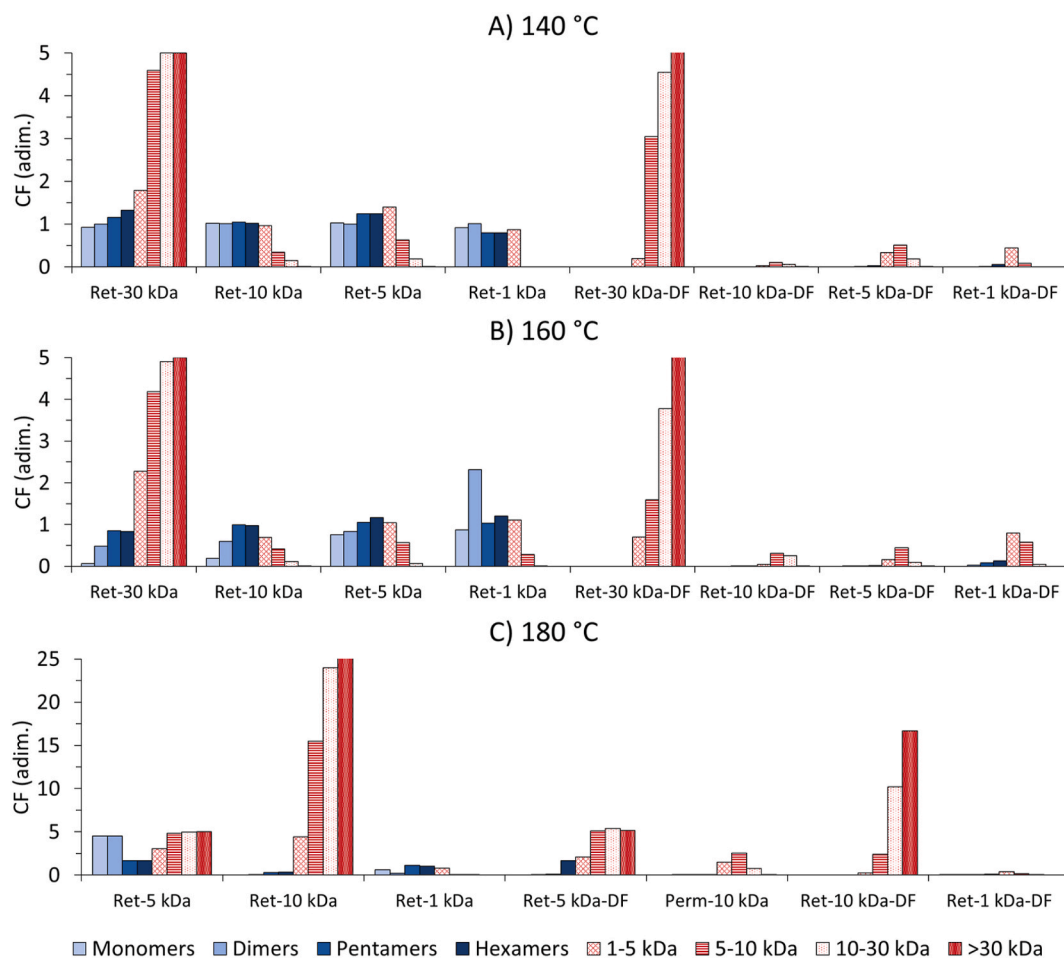 A) 140 °C
CF (adim.)
5
4
3
2
1
0
Ret-30 kDa Ret-10 kDa Ret-5 kDa Ret-1 kDa Ret-30 kDa-DF Ret-10 kDa-DF Ret-5 kDa-DF Ret-1 kDa-DF
B) 160 °C
CF (adim.)
5
4
3
2
1
0
Ret-30 kDa Ret-10 kDa Ret-5 kDa Ret-1 kDa Ret-30 kDa-DF Ret-10 kDa-DF Ret-5 kDa-DF Ret-1 kDa-DF
C) 180 °C
CF (adim.)
25
20
15
10
5
0
Ret-5 kDa Ret-10 kDa Ret-1 kDa Ret-5 kDa-DF Perm-10 kDa Ret-10 kDa-DF Ret-1 kDa-DF
Monomers Dimers Pentamers Hexamers 1-5 kDa 5-10 kDa 10-30 kDa >30 kDa